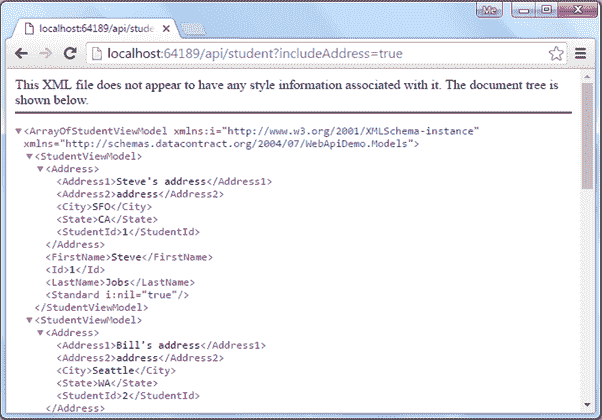 Me
localhost:64189/api/stude
localhost:64189/api/student?includeAddress=true
This XML file does not appear to have any style information associated with it. The document tree is
shown below.
▼<ArrayOfStudentViewModel xmlns:i="http://www.w3.org/2001/XMLSchema-instance"
xmlns="http://schemas.datacontract.org/2004/07/WebApiDemo.Models">
▼<StudentViewModel>
▼<Address>
<Address1>Steve's address</Address1>
<Address2>address</Address2>
<City>SFO</City>
<State>CA</State>
<StudentId>1</StudentId>
</Address>
<FirstName>Steve</FirstName>
<Id>1</Id>
<LastName>Jobs</LastName>
<Standard i:nil="true"/>
</StudentViewModel>
▼<StudentViewModel>
▼<Address>
<Address1>Bill's address</Address1>
<Address2>address</Address2>
<City>Seattle</City>
<State>WA</State>
<StudentId>2</StudentId>
</Address>